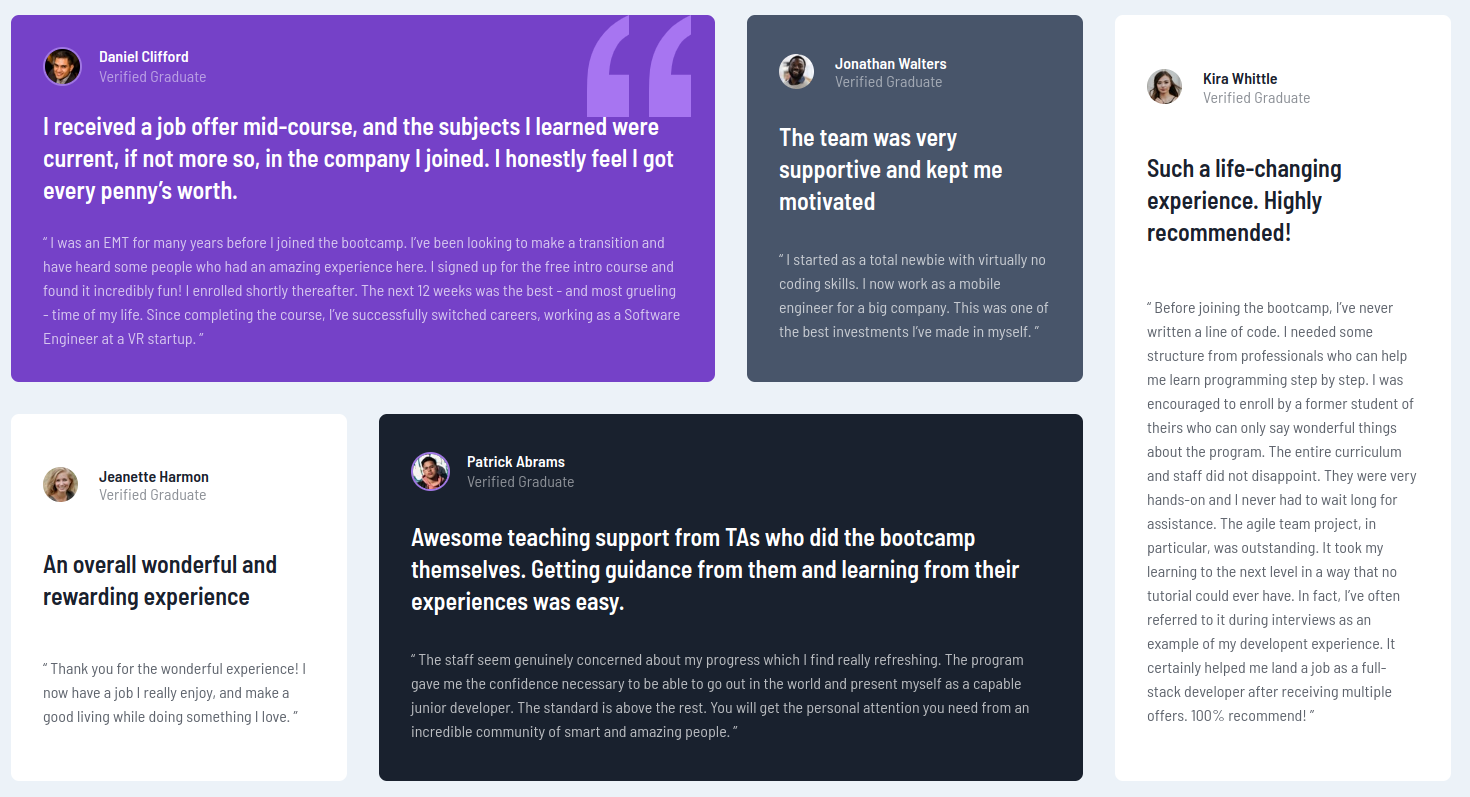 Daniel Clifford
Verified Graduate
I received a job offer mid-course, and the subjects I learned were
current, if not more so, in the company I joined. I honestly feel I got
every penny’s worth.
“ I was an EMT for many years before I joined the bootcamp. I’ve been looking to make a transition and
have heard some people who had an amazing experience here. I signed up for the free intro course and
found it incredibly fun! I enrolled shortly thereafter. The next 12 weeks was the best - and most grueling
- time of my life. Since completing the course, I’ve successfully switched careers, working as a Software
Engineer at a VR startup. ”
Jonathan Walters
Verified Graduate
The team was very
supportive and kept me
motivated
“ I started as a total newbie with virtually no
coding skills. I now work as a mobile
engineer for a big company. This was one of
the best investments I’ve made in myself. ”
Kira Whittle
Verified Graduate
Such a life-changing
experience. Highly
recommended!
“ Before joining the bootcamp, I’ve never
written a line of code. I needed some
structure from professionals who can help
me learn programming step by step. I was
encouraged to enroll by a former student of
theirs who can only say wonderful things
about the program. The entire curriculum
and staff did not disappoint. They were very
hands-on and I never had to wait long for
assistance. The agile team project, in
particular, was outstanding. It took my
learning to the next level in a way that no
tutorial could ever have. In fact, I’ve often
referred to it during interviews as an
example of my developent experience. It
certainly helped me land a job as a full-
stack developer after receiving multiple
offers. 100% recommend! ”
Jeanette Harmon
Verified Graduate
An overall wonderful and
rewarding experience
“ Thank you for the wonderful experience! I
now have a job I really enjoy, and make a
good living while doing something I love. ”
Patrick Abrams
Verified Graduate
Awesome teaching support from TAs who did the bootcamp
themselves. Getting guidance from them and learning from their
experiences was easy.
“ The staff seem genuinely concerned about my progress which I find really refreshing. The program
gave me the confidence necessary to be able to go out in the world and present myself as a capable
junior developer. The standard is above the rest. You will get the personal attention you need from an
incredible community of smart and amazing people. ”